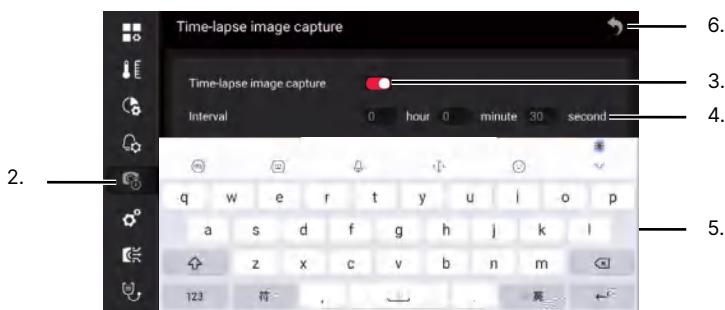 Time-lapse image capture 6.
Time-lapse image capture 3.
Interval 0 hour 0 minute 30 second 4.
2.
q w e r t y u i o p
a s d f g h j k l 5.
z x c v b n m
123 符 , . 英